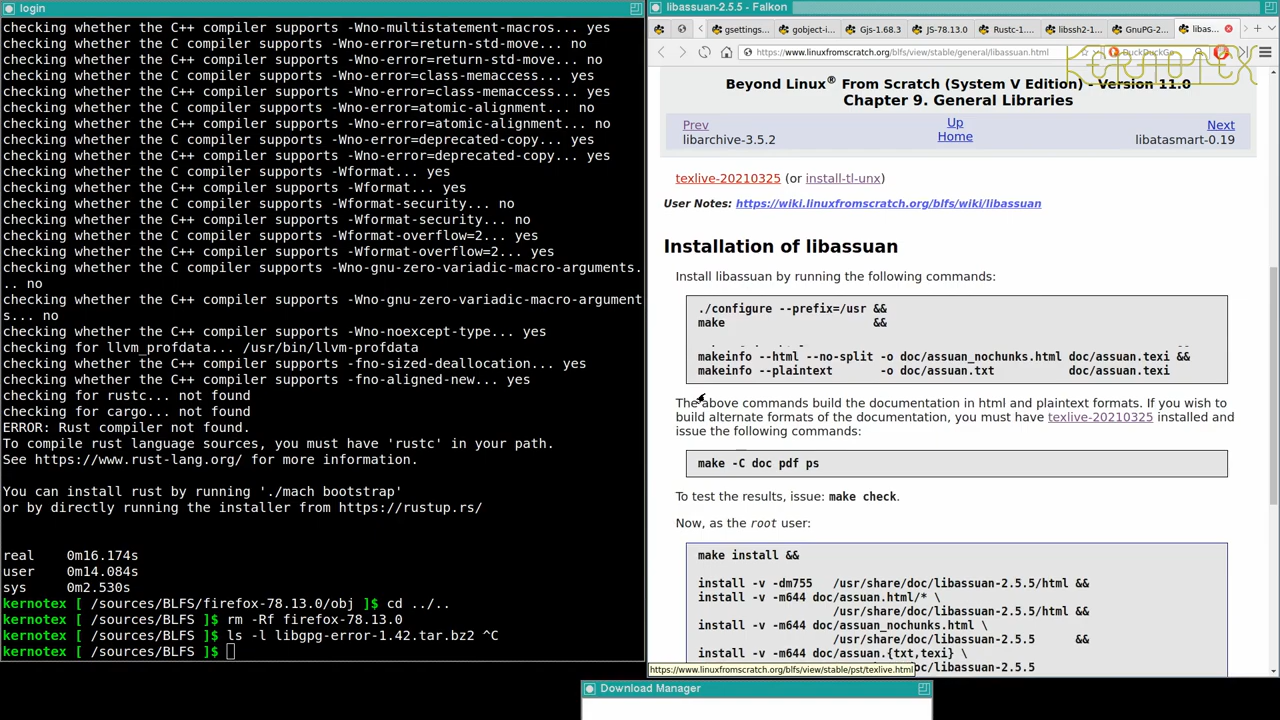 login
checking whether the C++ compiler supports -Wno-multistatement-macros... yes
checking whether the C compiler supports -Wno-error=return-std-move... no
checking whether the C++ compiler supports -Wno-error=return-std-move... no
checking whether the C compiler supports -Wno-error=class-memaccess... yes
checking whether the C++ compiler supports -Wno-error=class-memaccess... yes
checking whether the C compiler supports -Wno-error=atomic-alignment... no
checking whether the C++ compiler supports -Wno-error=atomic-alignment... no
checking whether the C compiler supports -Wno-error=deprecated-copy... yes
checking whether the C++ compiler supports -Wno-error=deprecated-copy... yes
checking whether the C compiler supports -Wformat... yes
checking whether the C++ compiler supports -Wformat... yes
checking whether the C compiler supports -Wformat-security... no
checking whether the C++ compiler supports -Wformat-security... no
checking whether the C compiler supports -Wformat-overflow=2... yes
checking whether the C++ compiler supports -Wformat-overflow=2... yes
checking whether the C compiler supports -Wno-gnu-zero-variadic-macro-arguments.
.. no
checking whether the C++ compiler supports -Wno-gnu-zero-variadic-macro-argument
s... no
checking whether the C++ compiler supports -Wno-noexcept-type... yes
checking for llvm_profdata... /usr/bin/llvm-profdata
checking whether the C++ compiler supports -fno-sized-deallocation... yes
checking whether the C++ compiler supports -fno-aligned-new... yes
checking for rustc... not found
checking for cargo... not found
ERROR: Rust compiler not found.
To compile rust language sources, you must have 'rustc' in your path.
See https://www.rust-lang.org/ for more information.
You can install rust by running './mach bootstrap'
or by directly running the installer from https://rustup.rs/
real 0m16.174s
user 0m14.084s
sys 0m2.530s
kernotex [ /sources/BLFS/firefox-78.13.0/obj ]$ cd ../..
kernotex [ /sources/BLFS ]$ rm -Rf firefox-78.13.0
kernotex [ /sources/BLFS ]$ ls -l libgpg-error-1.42.tar.bz2 ^C
kernotex [ /sources/BLFS ]$
libassuan-2.5.5 - Falkon
gsettings... gobject-i... Gjs-1.68.3 JS-78.13.0 Rust-1.... libssh2-1... GnuPG-2... libas...
https://www.linuxfromscratch.org/blfs/view/stable/general/libassuan.html
DuckDuckGo
KERNOTEX
Beyond Linux® From Scratch (System V Edition) - Version 11.0
Chapter 9. General Libraries
Prev Up Next
libarchive-3.5.2 Home libatasmart-0.19
texlive-20210325 (or install-tl-unx)
User Notes: https://wiki.linuxfromscratch.org/blfs/wiki/libassuan
Installation of libassuan
Install libassuan by running the following commands:
./configure --prefix=/usr &&
make &&
makeinfo --html --no-split -o doc/assuan_nochunks.html doc/assuan.texi &&
makeinfo --plaintext -o doc/assuan.txt doc/assuan.texi
The above commands build the documentation in html and plaintext formats. If you wish to
build alternate formats of the documentation, you must have texlive-20210325 installed and
issue the following commands:
make -C doc pdf ps
To test the results, issue: make check.
Now, as the root user:
make install &&
install -v -dm755 /usr/share/doc/libassuan-2.5.5/html &&
install -v -m644 doc/assuan.html/* \
/usr/share/doc/libassuan-2.5.5/html &&
install -v -m644 doc/assuan_nochunks.html \
/usr/share/doc/libassuan-2.5.5 &&
install -v -m644 doc/assuan.{txt,texi} \
/libassuan-2.5.5
https://www.linuxfromscratch.org/blfs/view/stable/pst/texlive.html
Download Manager